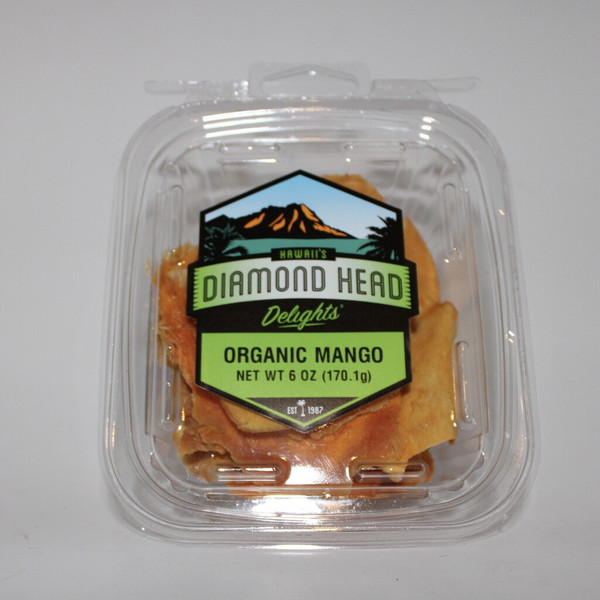 HAWAII'S
DIAMOND HEAD
Delights
ORGANIC MANGO
NET WT 6 OZ (170.1g)
EST 1987